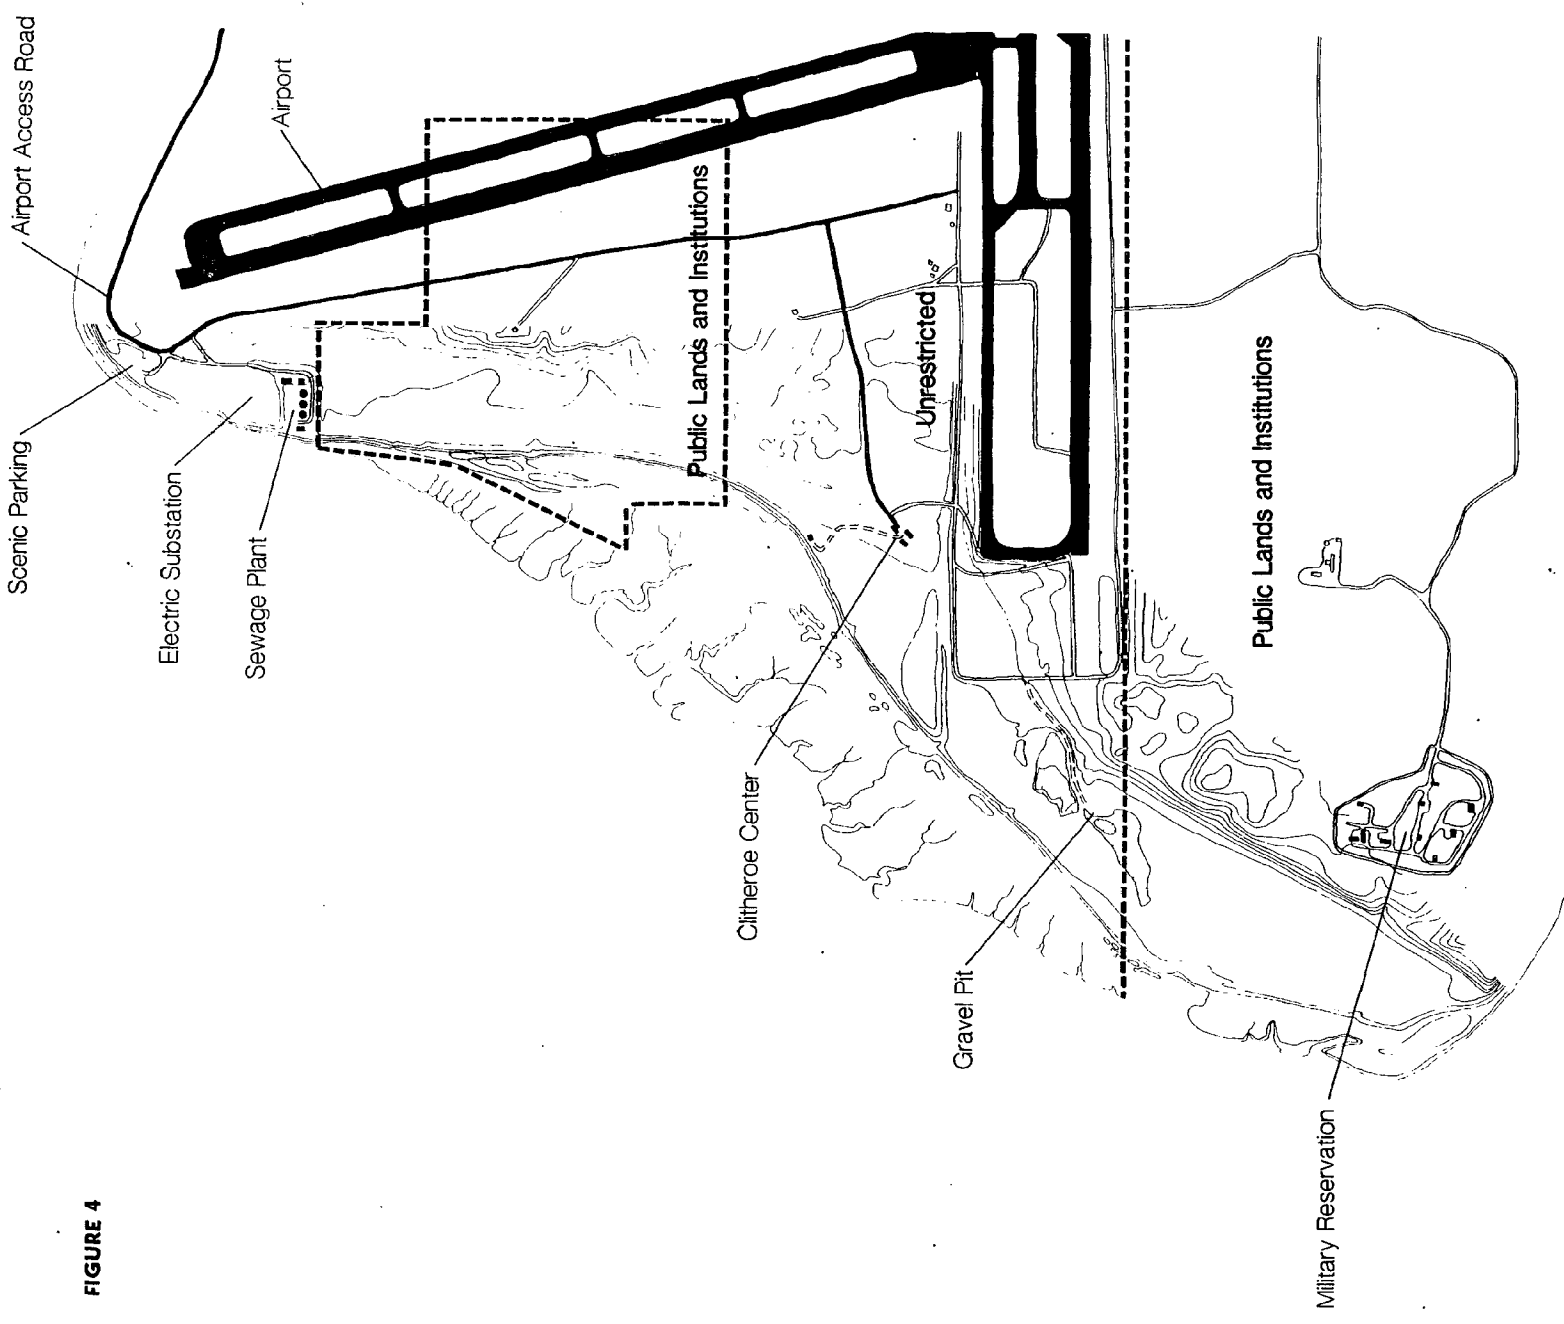 FIGURE 4
Scenic Parking
Airport Access Road
Electric Substation
Sewage Plant
Airport
Public Lands and Institutions
Clitheroe Center
Unrestricted
Gravel Pit
Public Lands and Institutions
Military Reservation